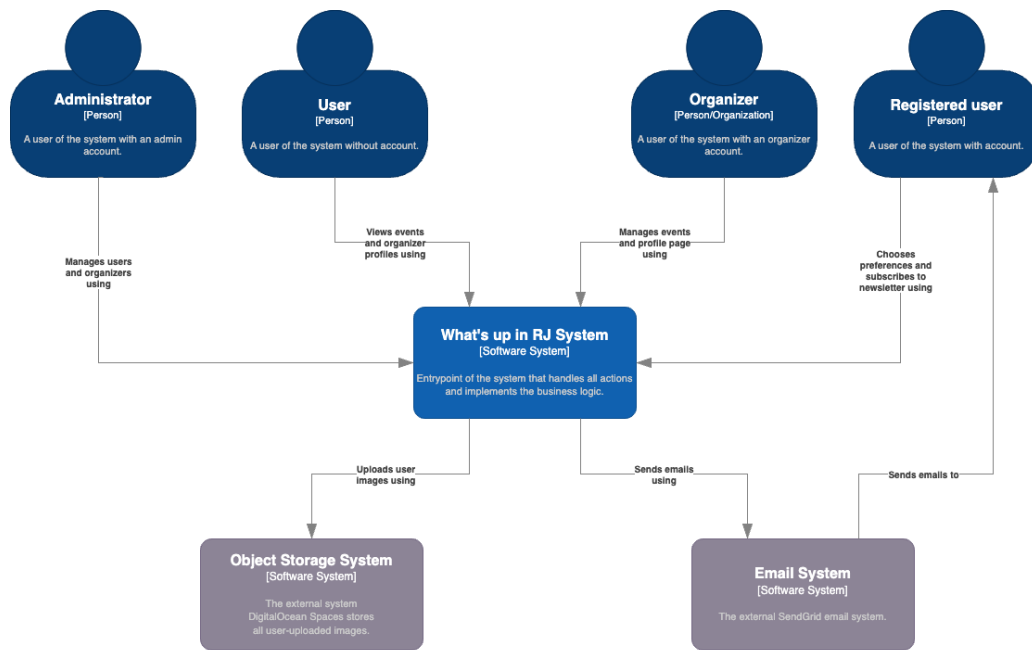 Administrator
[Person]
A user of the system with an admin
account.
User
[Person]
A user of the system without account.
Organizer
[Person/Organization]
A user of the system with an organizer
account.
Registered user
[Person]
A user of the system with account.
Manages users
and organizers
using
Views events
and organizer
profiles using
Manages events
and profile page
using
Chooses
preferences and
subscribes to
newsletter using
What's up in RJ System
[Software System]
Entrypoint of the system that handles all actions
and implements the business logic.
Uploads user
images using
Sends emails
using
Sends emails to
Object Storage System
[Software System]
The external system
DigitalOcean Spaces stores
all user-uploaded images.
Email System
[Software System]
The external SendGrid email system.